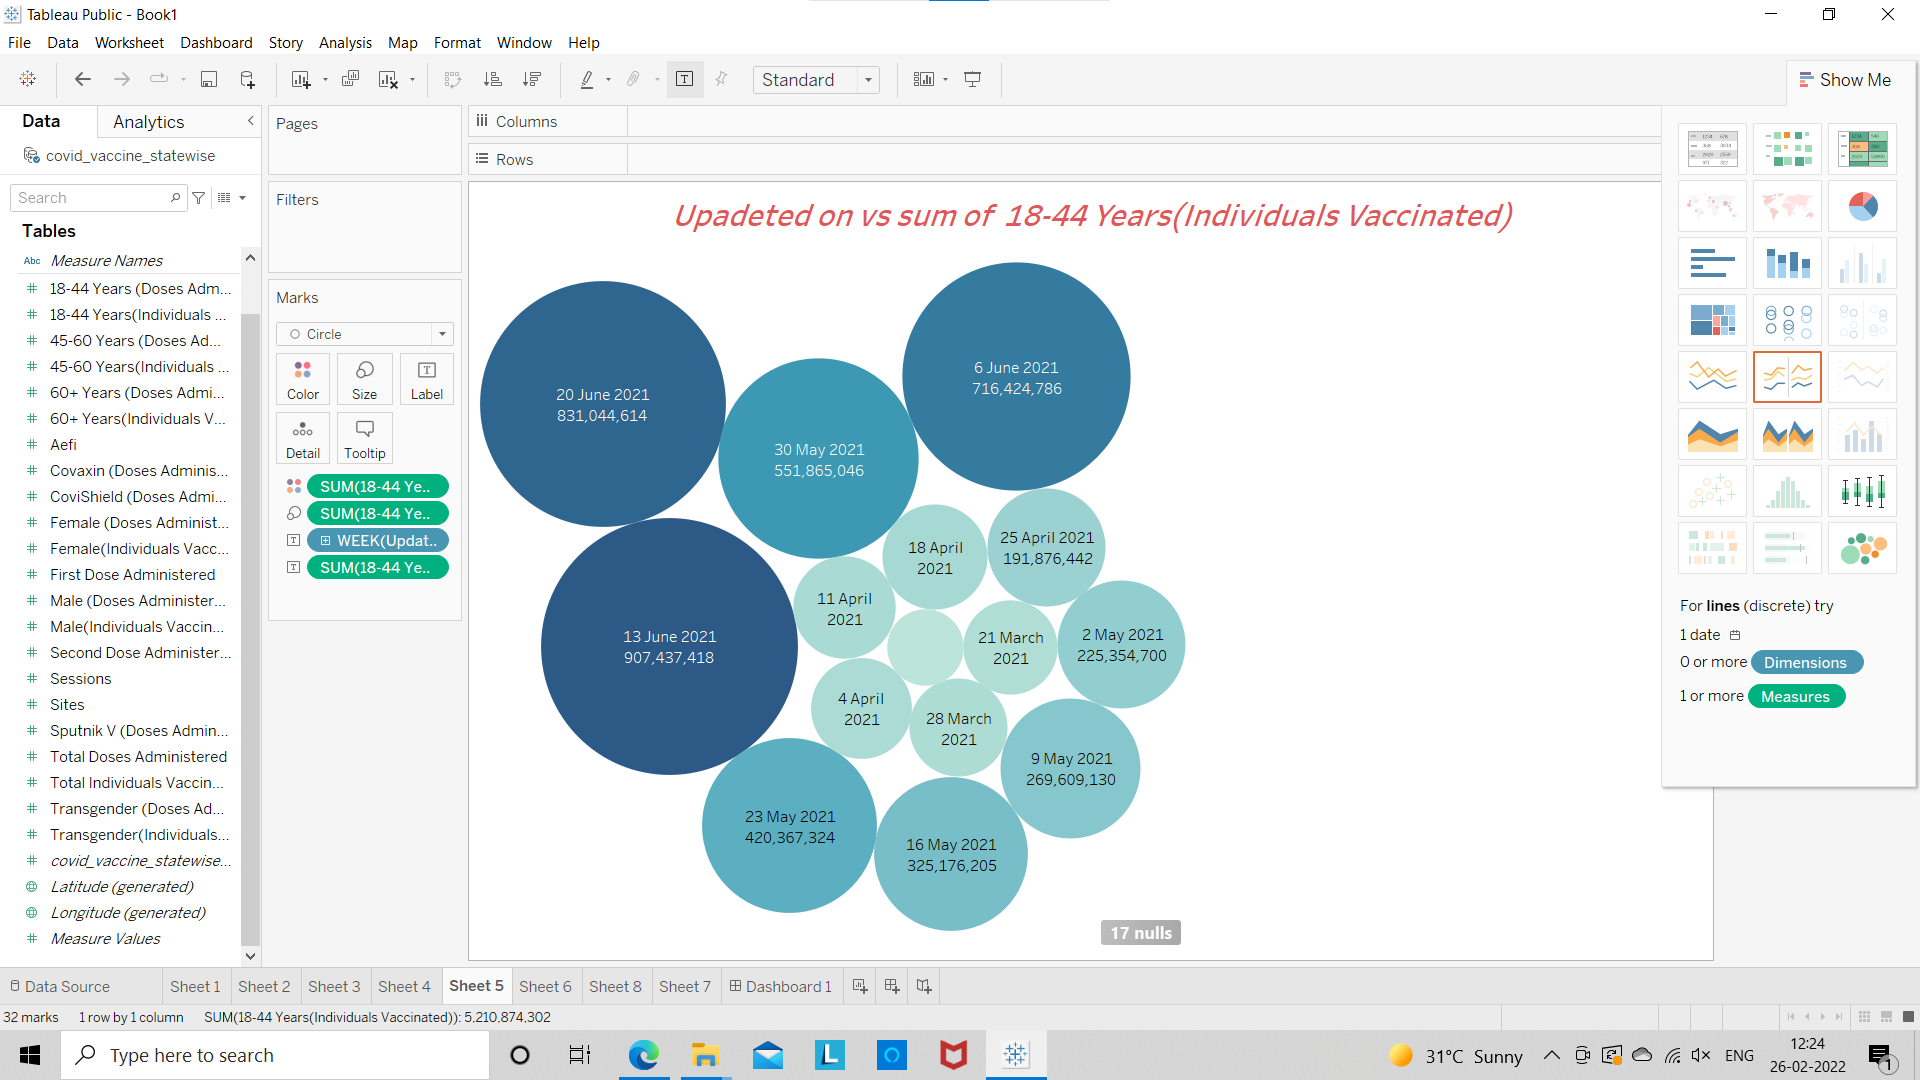 Tableau Public - Book1
File Data Worksheet Dashboard Story Analysis Map Format Window Help
Standard
Show Me
Data Analytics
covid_vaccine_statewise
Search
Tables
Abc Measure Names
18-44 Years (Doses Adm...
18-44 Years(Individuals ...
45-60 Years (Doses Ad...
45-60 Years(Individuals ...
60+ Years (Doses Admi...
60+ Years(Individuals V...
Aefi
Covaxin (Doses Adminis...
CoviShield (Doses Admi...
Female (Doses Administ...
Female(Individuals Vacc...
First Dose Administered
Male (Doses Administer...
Male(Individuals Vaccin...
Second Dose Administer...
Sessions
Sites
Sputnik V (Doses Admin...
Total Doses Administered
Total Individuals Vaccin...
Transgender (Doses Ad...
Transgender(Individuals...
covid_vaccine_statewise...
Latitude (generated)
Longitude (generated)
Measure Values
Pages
Filters
Marks
Circle
Color Size Label
Detail Tooltip
SUM(18-44 Ye..
SUM(18-44 Ye..
WEEK(Updat..
SUM(18-44 Ye..
Columns
Rows
Upadeted on vs sum of 18-44 Years(Individuals Vaccinated)
20 June 2021
831,044,614
6 June 2021
716,424,786
30 May 2021
551,865,046
18 April
2021
25 April 2021
191,876,442
11 April
2021
13 June 2021
907,437,418
21 March
2021
2 May 2021
225,354,700
4 April
2021
28 March
2021
9 May 2021
269,609,130
23 May 2021
420,367,324
16 May 2021
325,176,205
17 nulls
For lines (discrete) try
1 date
0 or more Dimensions
1 or more Measures
Data Source Sheet 1 Sheet 2 Sheet 3 Sheet 4 Sheet 5 Sheet 6 Sheet 8 Sheet 7 Dashboard 1
32 marks 1 row by 1 column SUM(18-44 Years(Individuals Vaccinated)): 5,210,874,302
Type here to search
L
31°C Sunny
ENG
12:24
26-02-2022
1